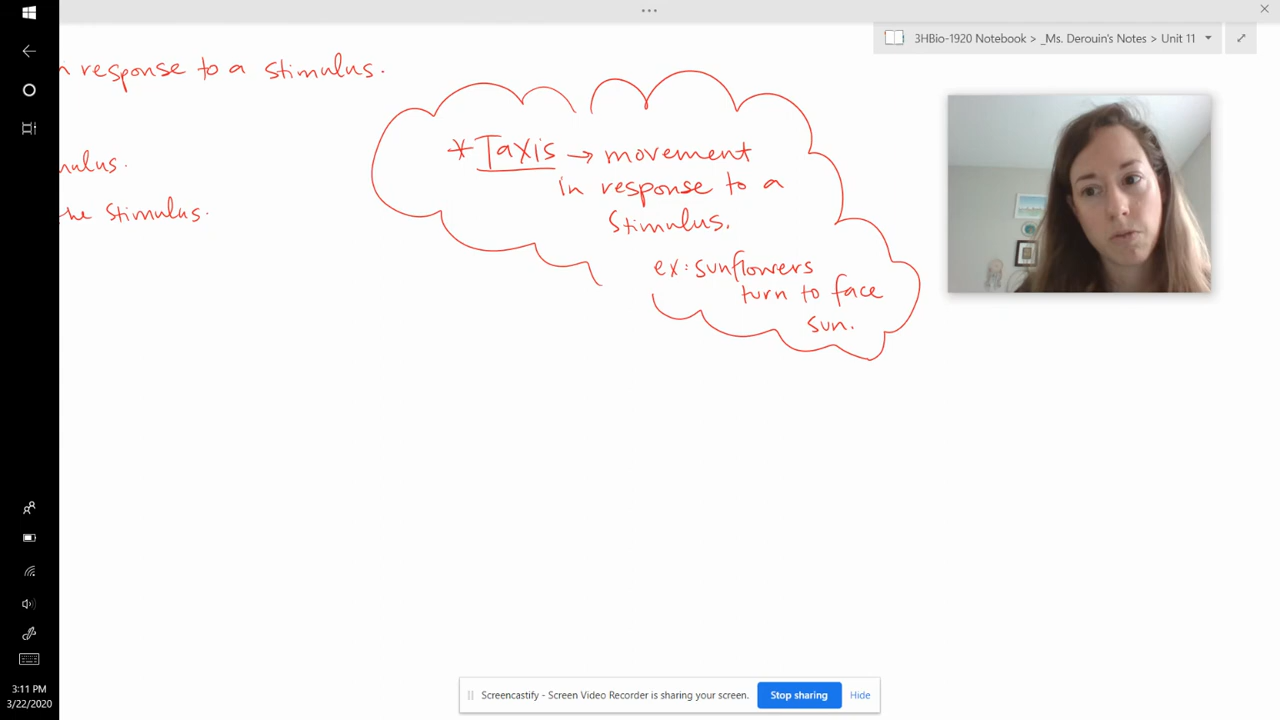 3HBio-1920 Notebook > _Ms. Derouin's Notes > Unit 11
response to a stimulus.
* Taxis → movement
in response to a
stimulus.
ex: sunflowers
turn to face
sun.
the stimulus.
3:11 PM
3/22/2020
Screencastify - Screen Video Recorder is sharing your screen.
Stop sharing
Hide